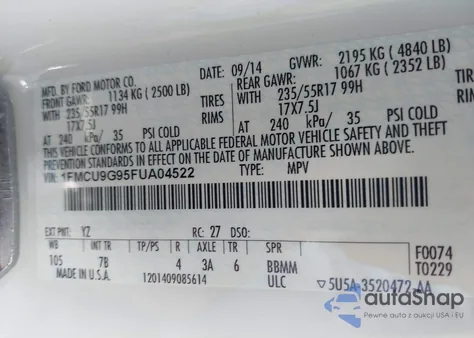 MFD. BY FORD MOTOR CO.
DATE: 09/14 GVWR: 2195 KG (4840 LB)
FRONT GAWR: 1134 KG (2500 LB) REAR GAWR: 1067 KG (2352 LB)
WITH 235/55R17 99H TIRES WITH 235/55R17 99H
17X7.5J RIMS 17X7.5J
AT 240 kPa/ 35 PSI COLD AT 240 kPa/ 35 PSI COLD
THIS VEHICLE CONFORMS TO ALL APPLICABLE FEDERAL MOTOR VEHICLE SAFETY AND THEFT
PREVENTION STANDARDS IN EFFECT ON THE DATE OF MANUFACTURE SHOWN ABOVE.
VIN: 1FMCU9G95FUA04522 TYPE: MPV
EXT PNT: YZ RC: 27 DSO: F0074
WB INT TR TP/PS R AXLE TR SPR T0229
105 7B 4 3A 6 BBMM
MADE IN U.S.A. 1201409085614 ULC ▽5U5A-3520472-AA
autoAshap
Pewne auta z USA i EU